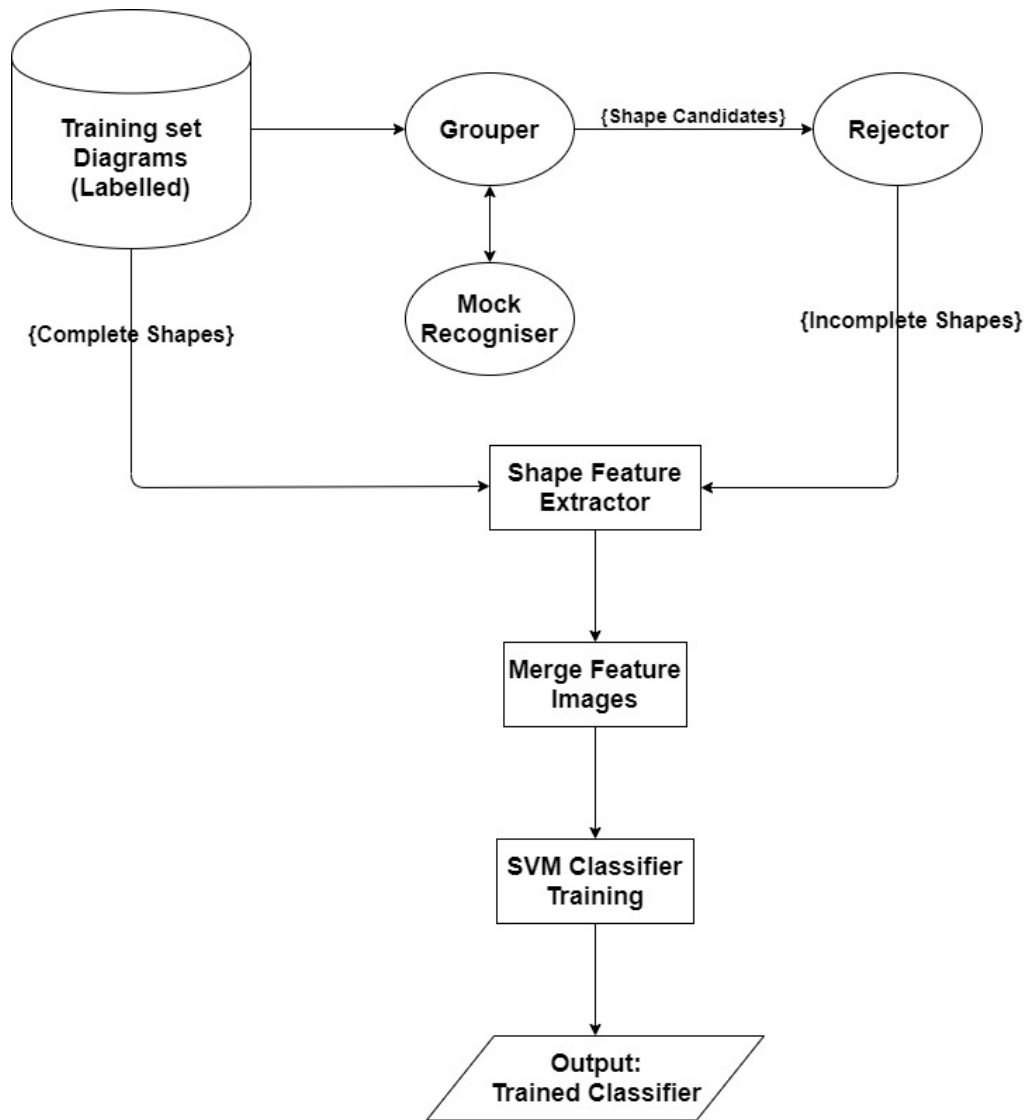 Training set
Diagrams
(Labelled)
Grouper
{Shape Candidates}
Rejector
Mock
Recogniser
{Complete Shapes}
{Incomplete Shapes}
Shape Feature
Extractor
Merge Feature
Images
SVM Classifier
Training
Output:
Trained Classifier